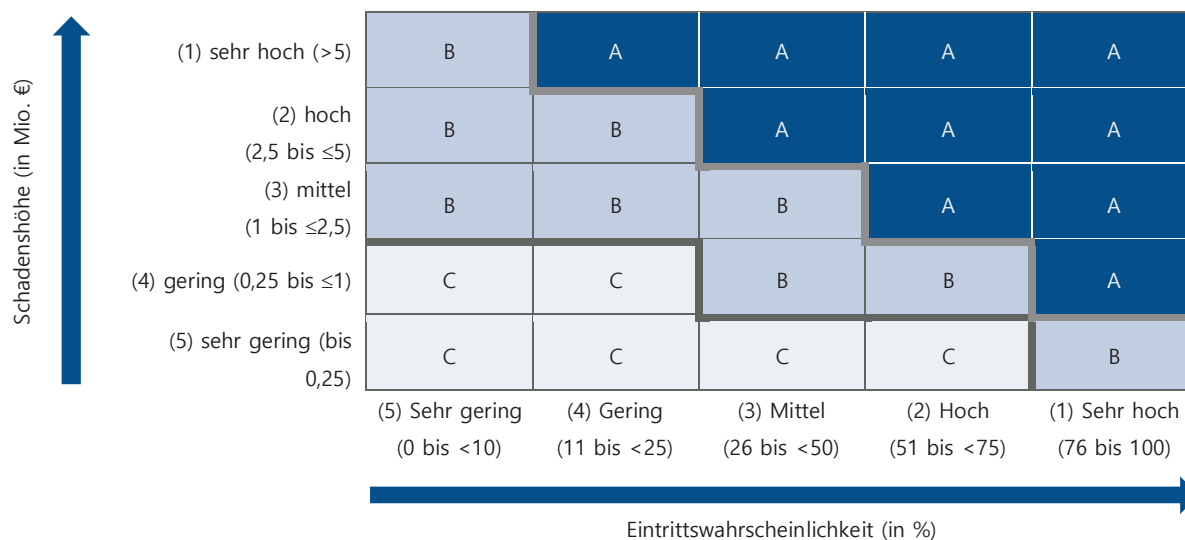 Schadenshöhe (in Mio. €)
(1) sehr hoch (>5)
B A A A A
(2) hoch
(2,5 bis ≤5)
B B A A A
(3) mittel
(1 bis ≤2,5)
B B B A A
(4) gering (0,25 bis ≤1)
C C B B A
(5) sehr gering (bis
0,25)
C C C C B
(5) Sehr gering (4) Gering (3) Mittel (2) Hoch (1) Sehr hoch
(0 bis <10) (11 bis <25) (26 bis <50) (51 bis <75) (76 bis 100)
Eintrittswahrscheinlichkeit (in %)